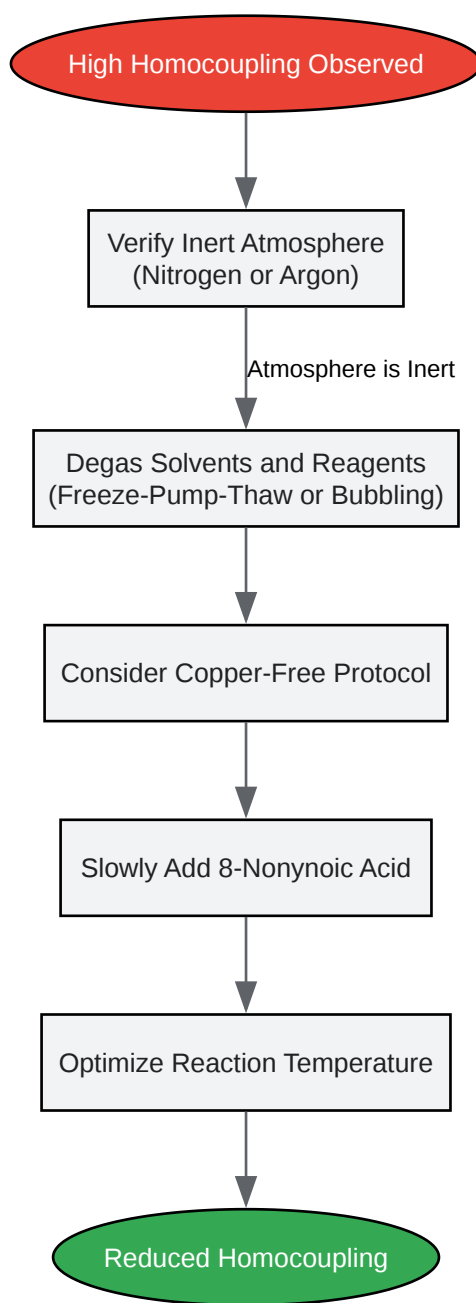 High Homocoupling Observed
Verify Inert Atmosphere
(Nitrogen or Argon)
Atmosphere is Inert
Degas Solvents and Reagents
(Freeze-Pump-Thaw or Bubbling)
Consider Copper-Free Protocol
Slowly Add 8-Nonynoic Acid
Optimize Reaction Temperature
Reduced Homocoupling